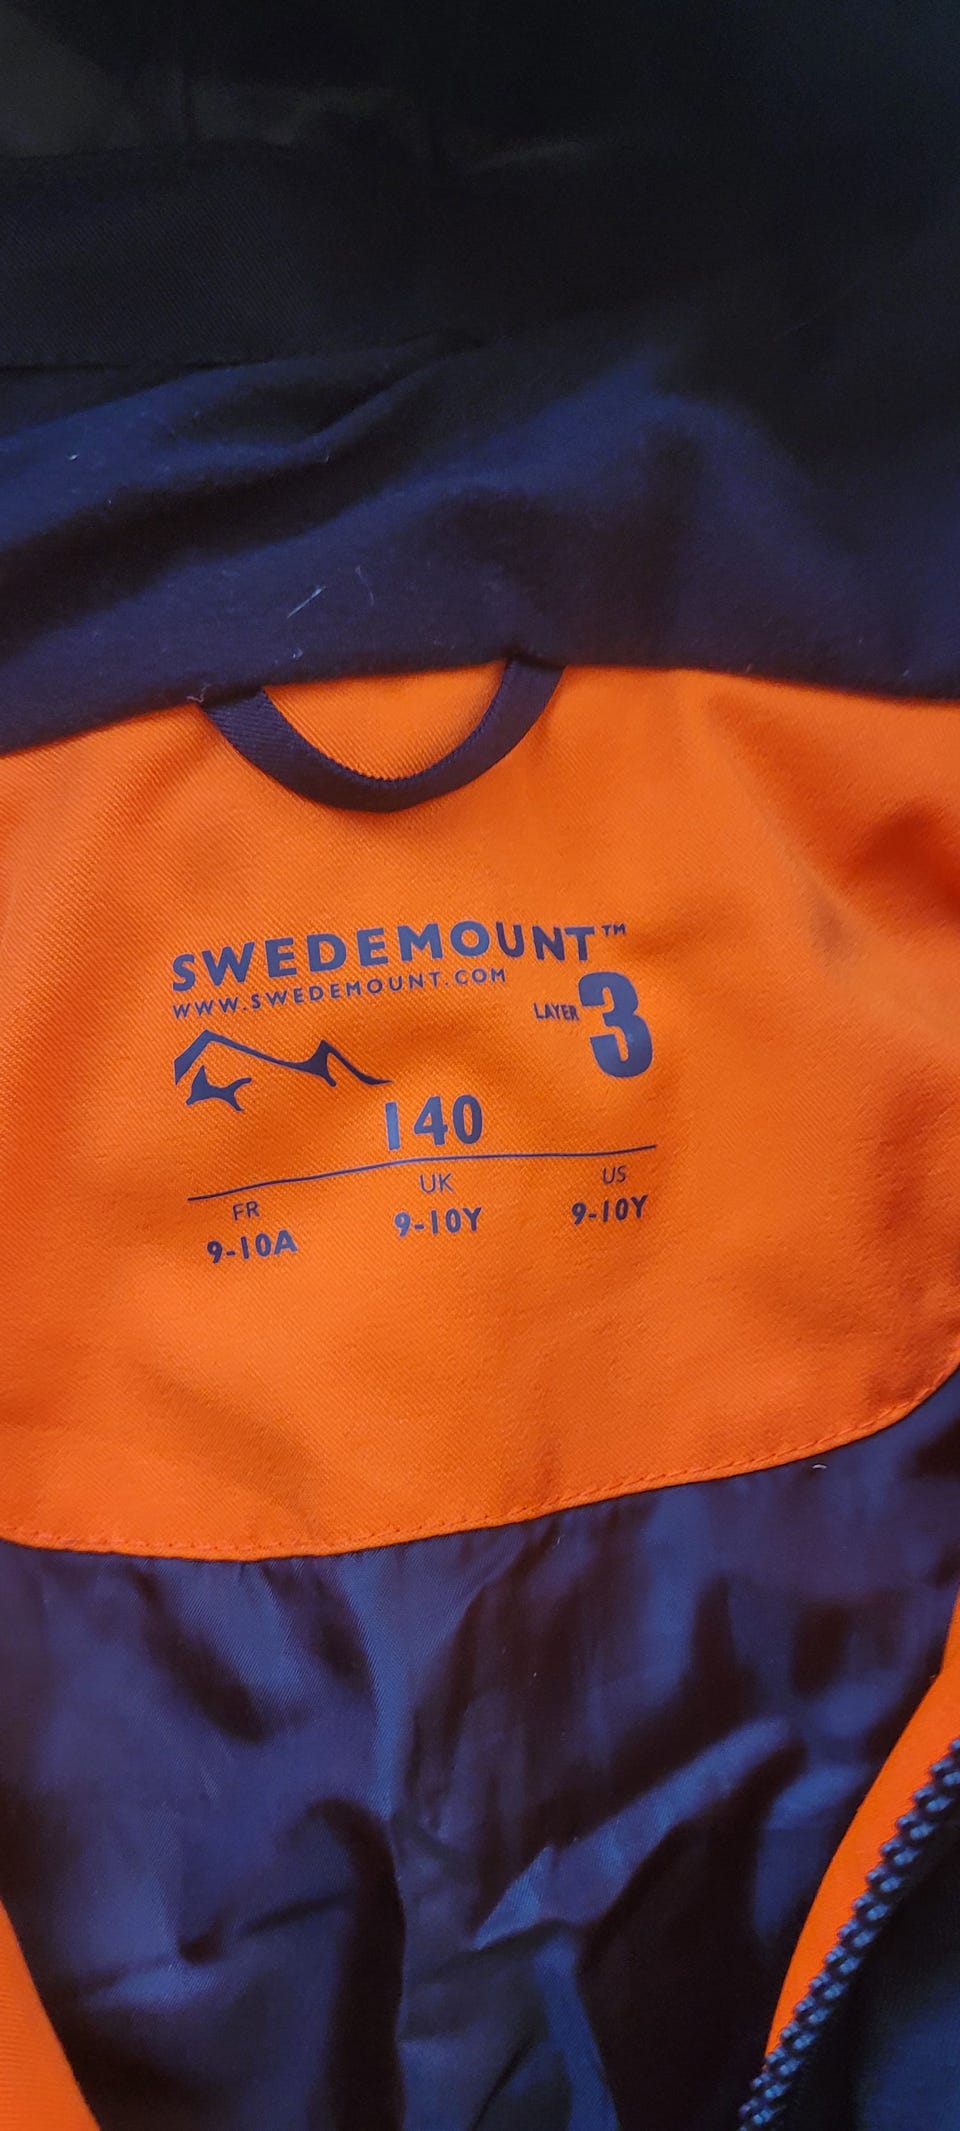 SWEDEMOUNT™
WWW.SWEDEMOUNT.COM
LAYER 3
140
FR UK US
9-10A 9-10Y 9-10Y